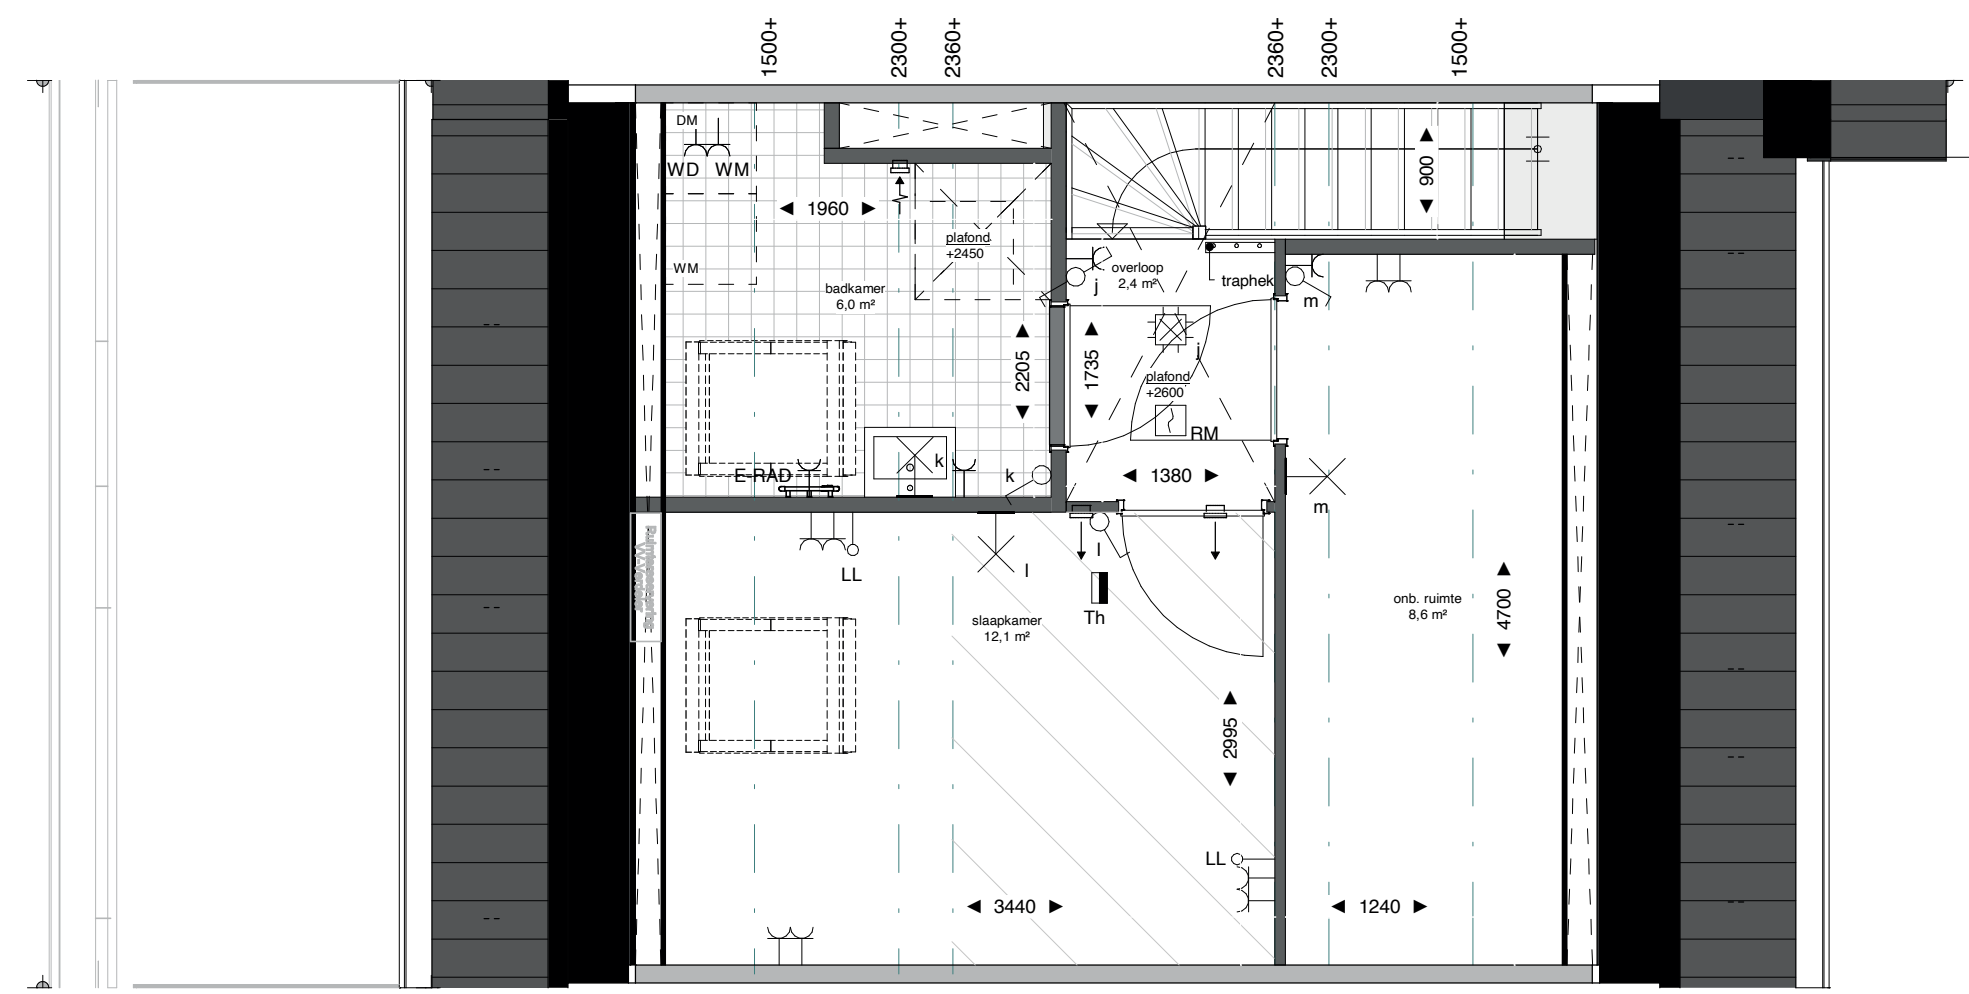 1500+
2300+
2360+
2360+
2300+
1500+
DM
WD WM
1960
900
plafond
+2450
WM
badkamer
6,0 m²
overloop
2,4 m²
j
traphek
m
2205
1735
j
plafond
+2600
RM
E-RAD
k
k
1380
m
LL
l
l
Th
slaapkamer
12,1 m²
onb. ruimte
8,6 m²
4700
2995
LL
3440
1240